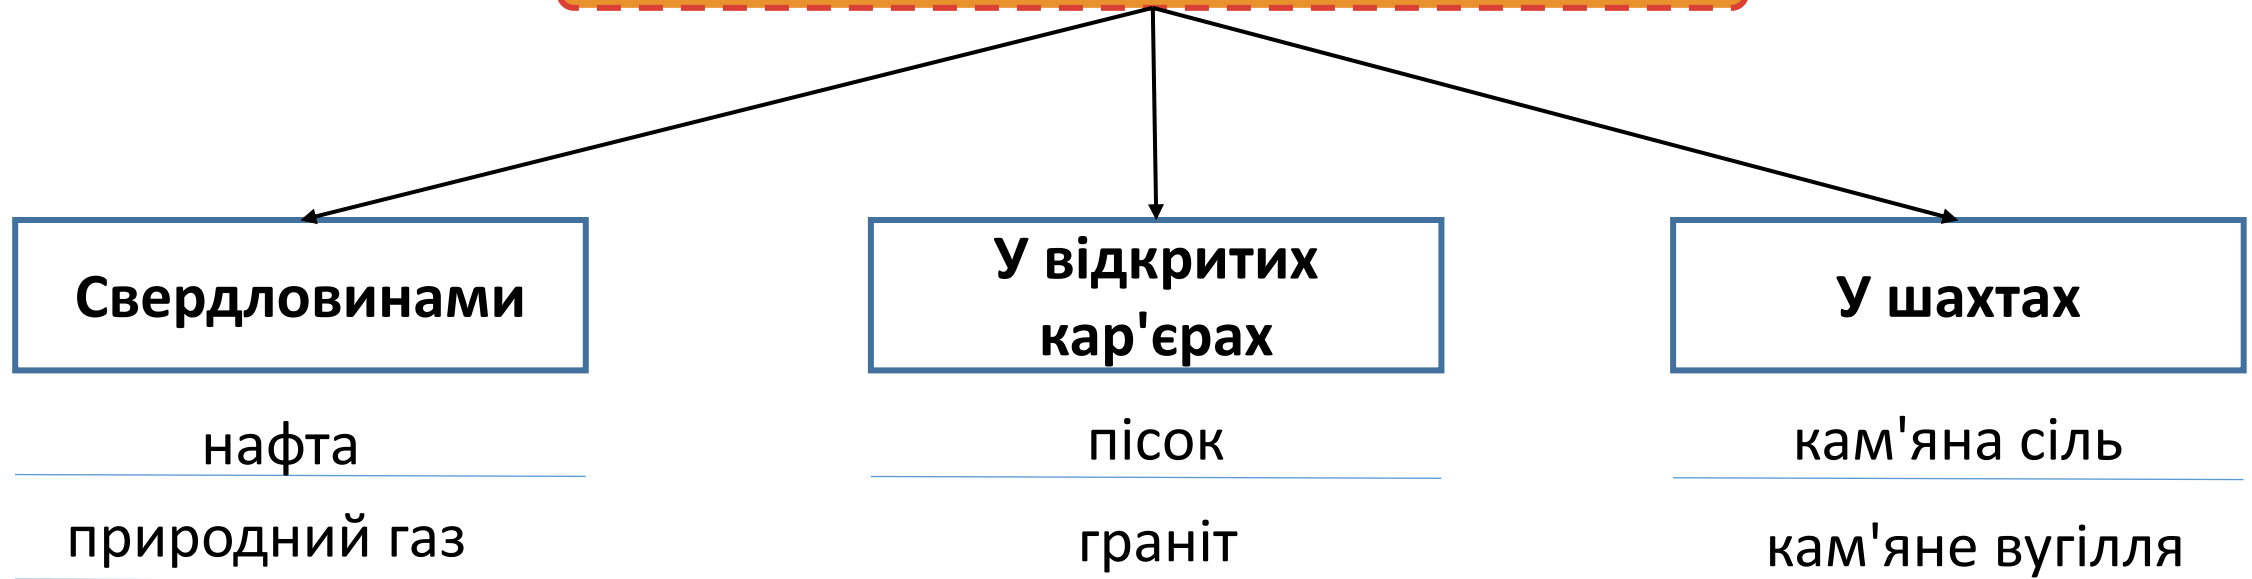 Свердловинами
У відкритих
кар'єрах
У шахтах
нафта
пісок
кам'яна сіль
природний газ
граніт
кам'яне вугілля